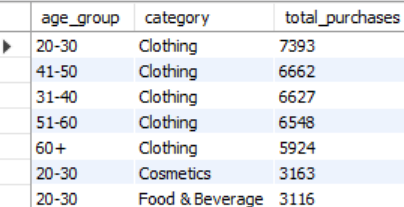 age_group category total_purchases
20-30 Clothing 7393
41-50 Clothing 6662
31-40 Clothing 6627
51-60 Clothing 6548
60+ Clothing 5924
20-30 Cosmetics 3163
20-30 Food & Beverage 3116